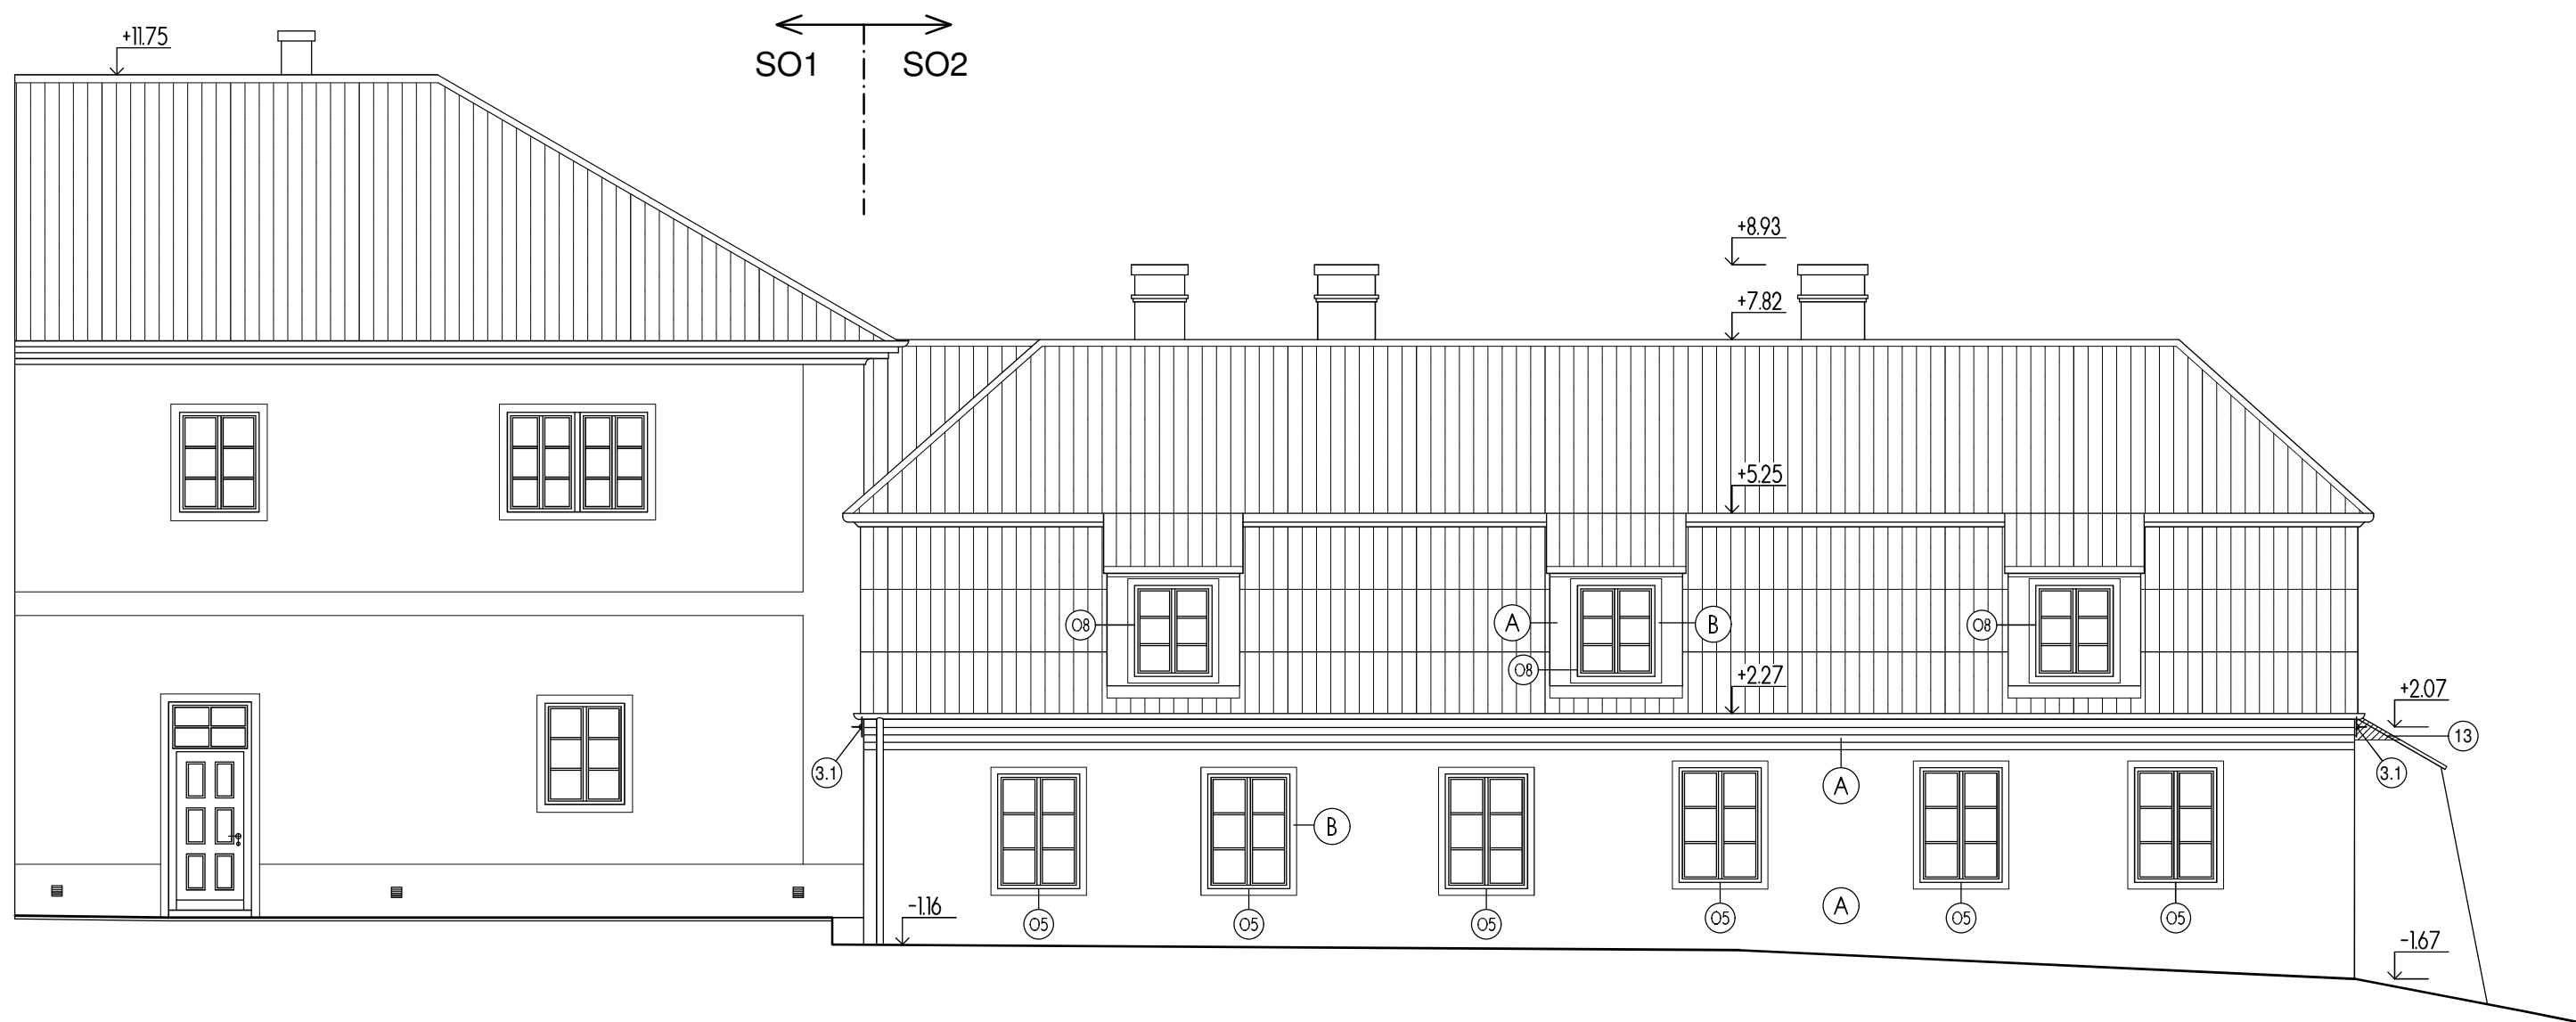 +11.75
SO1 SO2
+8.93
+7.82
+5.25
O8 A B O8
O8
+2.27
+2.07
13
3.1 A 3.1
B
-1.16 O5 O5 O5 O5 A O5 O5
-1.67